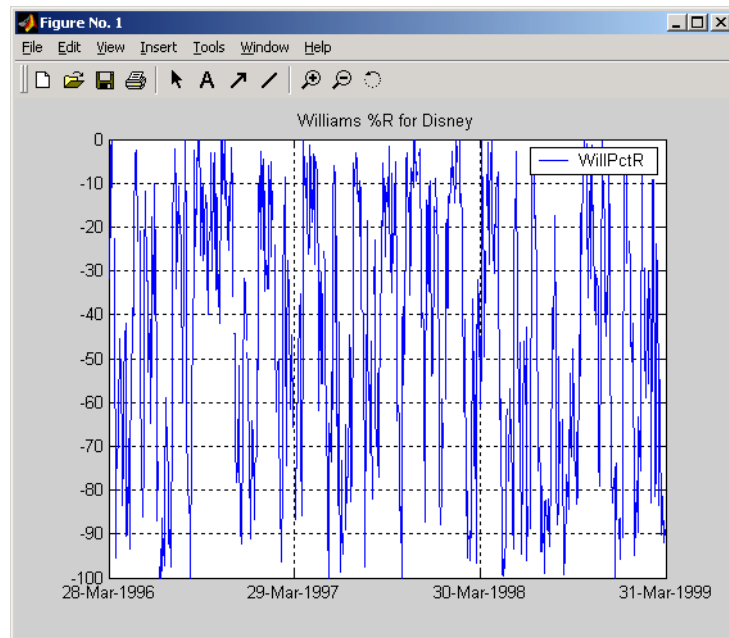 Figure No. 1
File Edit View Insert Tools Window Help
A
Williams %R for Disney
WillPctR
0
-10
-20
-30
-40
-50
-60
-70
-80
-90
-100
28-Mar-1996 29-Mar-1997 30-Mar-1998 31-Mar-1999